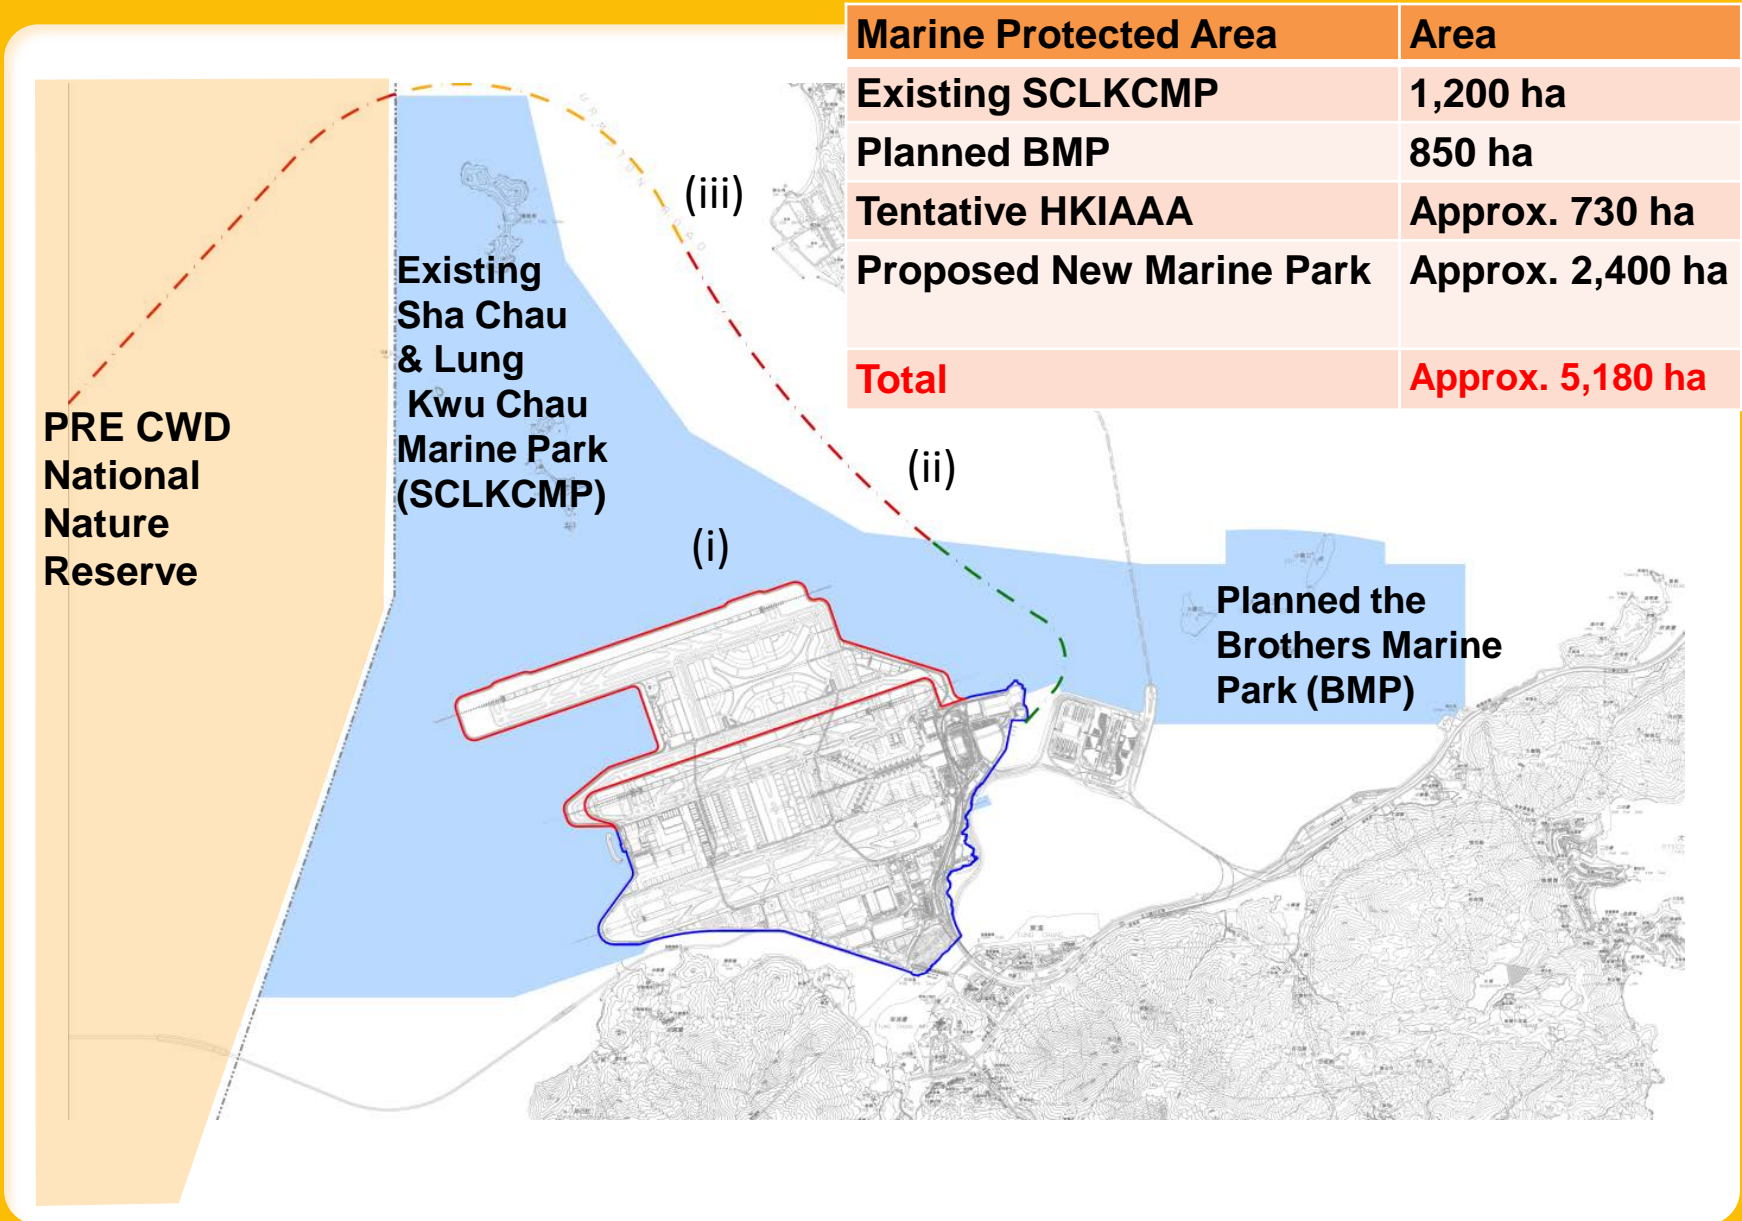 Marine Protected Area Area
Existing SCLKCMP 1,200 ha
Planned BMP 850 ha
Tentative HKIAAA Approx. 730 ha
Proposed New Marine Park Approx. 2,400 ha
Total Approx. 5,180 ha
URMSTON ROAD
(iii)
Existing
Sha Chau
& Lung
Kwu Chau
Marine Park
(SCLKCMP)
PRE CWD
National
Nature
Reserve
(ii)
(i)
Planned the
Brothers Marine
Park (BMP)